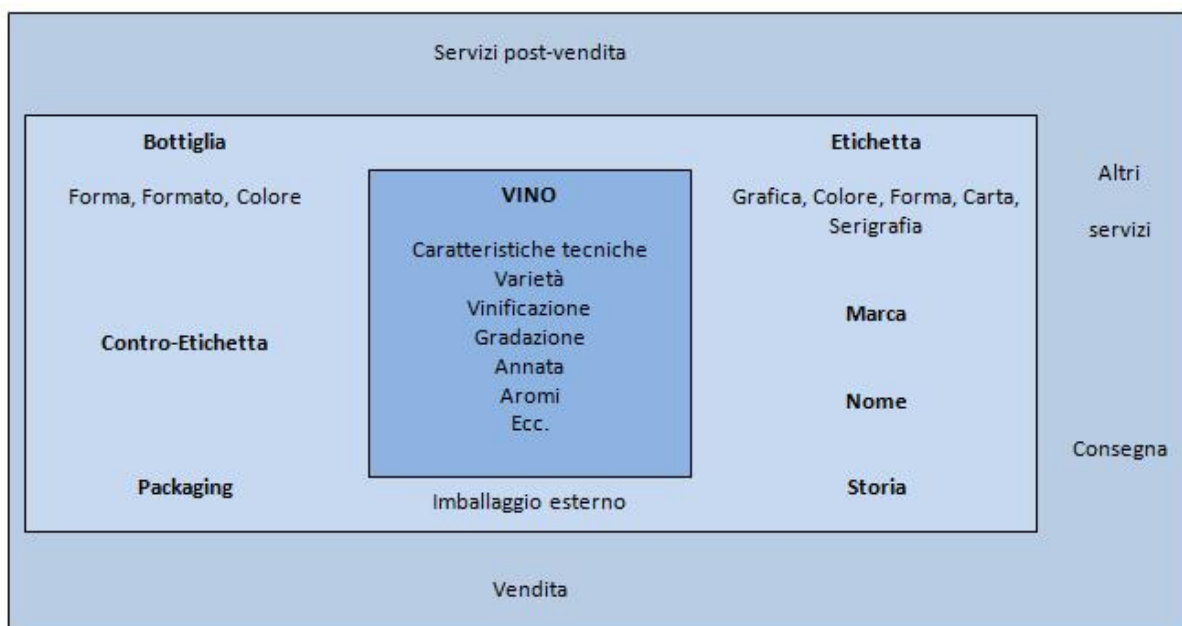 Servizi post-vendita
Bottiglia
Forma, Formato, Colore
Contro-Etichetta
Packaging
VINO
Caratteristiche tecniche
Varietà
Vinificazione
Gradazione
Annata
Aromi
Ecc.
Imballaggio esterno
Etichetta
Grafica, Colore, Forma, Carta,
Serigrafia
Marca
Nome
Storia
Altri
servizi
Consegna
Vendita